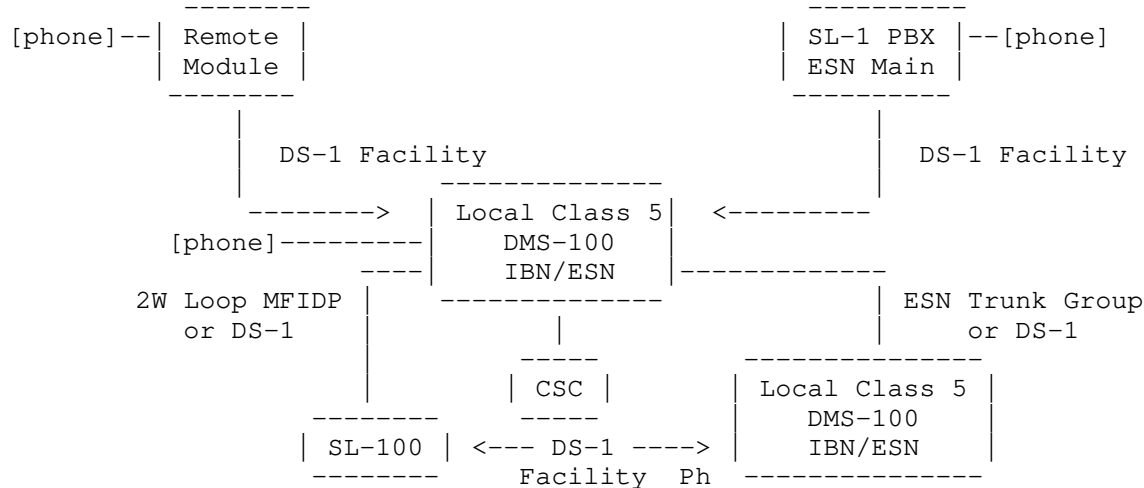 [phone] Remote SL-1 PBX [phone]
Module ESN Main
DS-1 Facility DS-1 Facility
Local Class 5
[phone] DMS-100
IBN/ESN
2W Loop MFIDP ESN Trunk Group
or DS-1 or DS-1
CSC Local Class 5
DMS-100
SL-100 <--- DS-1 ----> IBN/ESN
Facility Ph